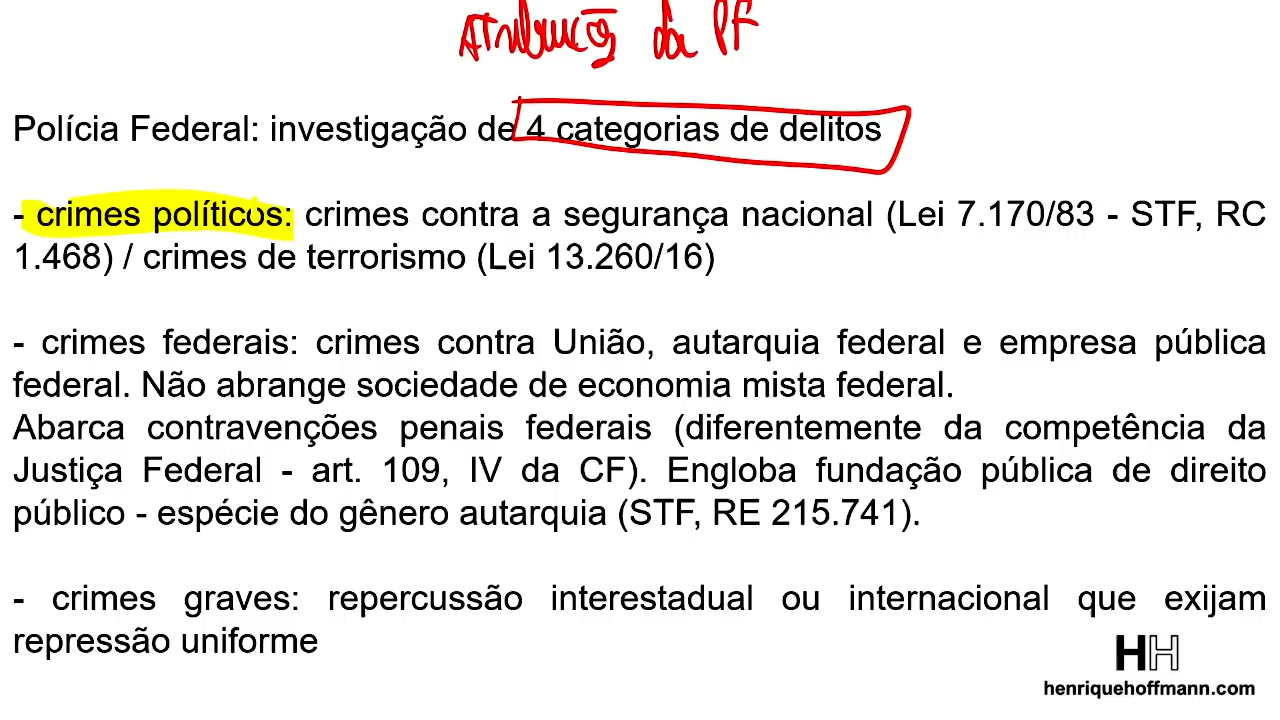 Atribuições da PF
Polícia Federal: investigação de 4 categorias de delitos
- crimes políticos: crimes contra a segurança nacional (Lei 7.170/83 - STF, RC
1.468) / crimes de terrorismo (Lei 13.260/16)
- crimes federais: crimes contra União, autarquia federal e empresa pública
federal. Não abrange sociedade de economia mista federal.
Abarca contravenções penais federais (diferentemente da competência da
Justiça Federal - art. 109, IV da CF). Engloba fundação pública de direito
público - espécie do gênero autarquia (STF, RE 215.741).
- crimes graves: repercussão interestadual ou internacional que exijam
repressão uniforme
HH
henriquehoffmann.com